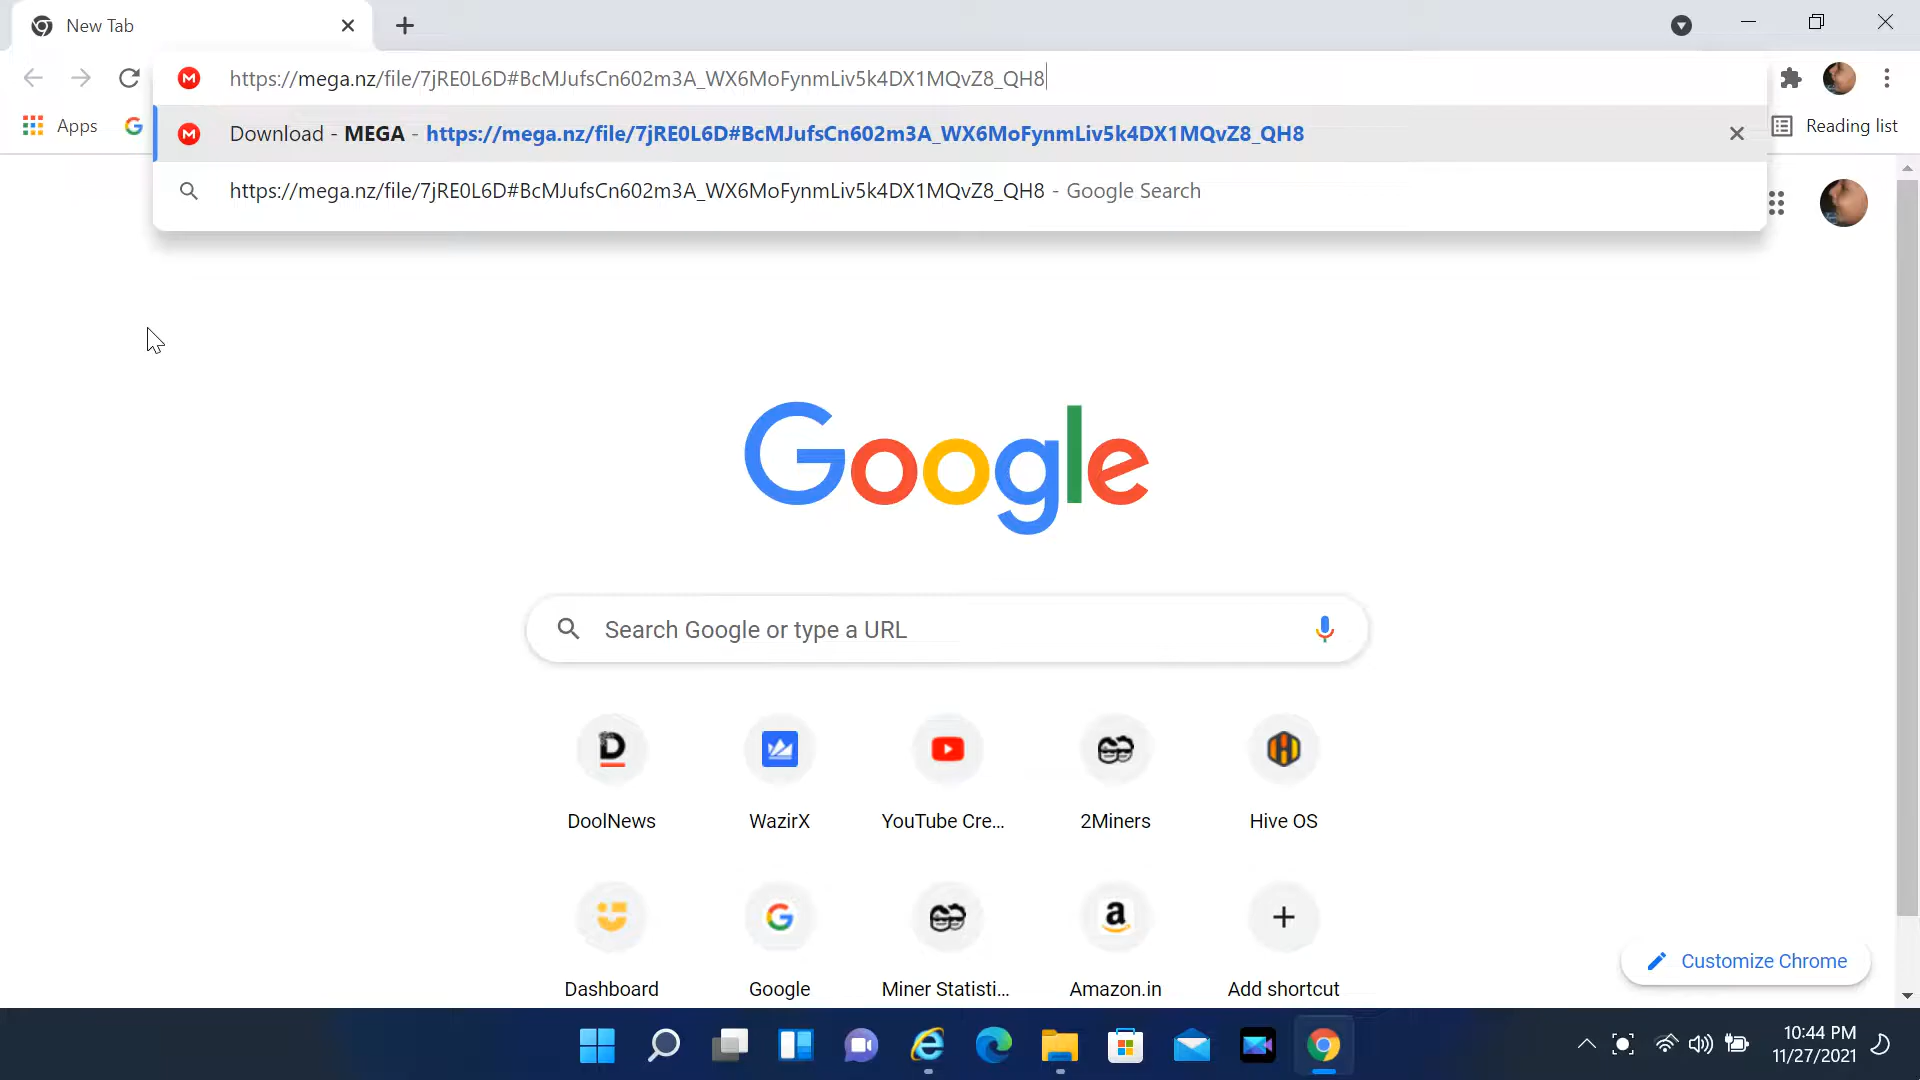 New Tab
https://mega.nz/file/7jRE0L6D#BcMJufsCn602m3A_WX6MoFynmLiv5k4DX1MQvZ8_QH8
Apps
Download - MEGA - https://mega.nz/file/7jRE0L6D#BcMJufsCn602m3A_WX6MoFynmLiv5k4DX1MQvZ8_QH8
Reading list
https://mega.nz/file/7jRE0L6D#BcMJufsCn602m3A_WX6MoFynmLiv5k4DX1MQvZ8_QH8 - Google Search
Google
Search Google or type a URL
DoolNews WazirX YouTube Cre... 2Miners Hive OS
Dashboard Google Miner Statisti... Amazon.in Add shortcut
Customize Chrome
10:44 PM
11/27/2021